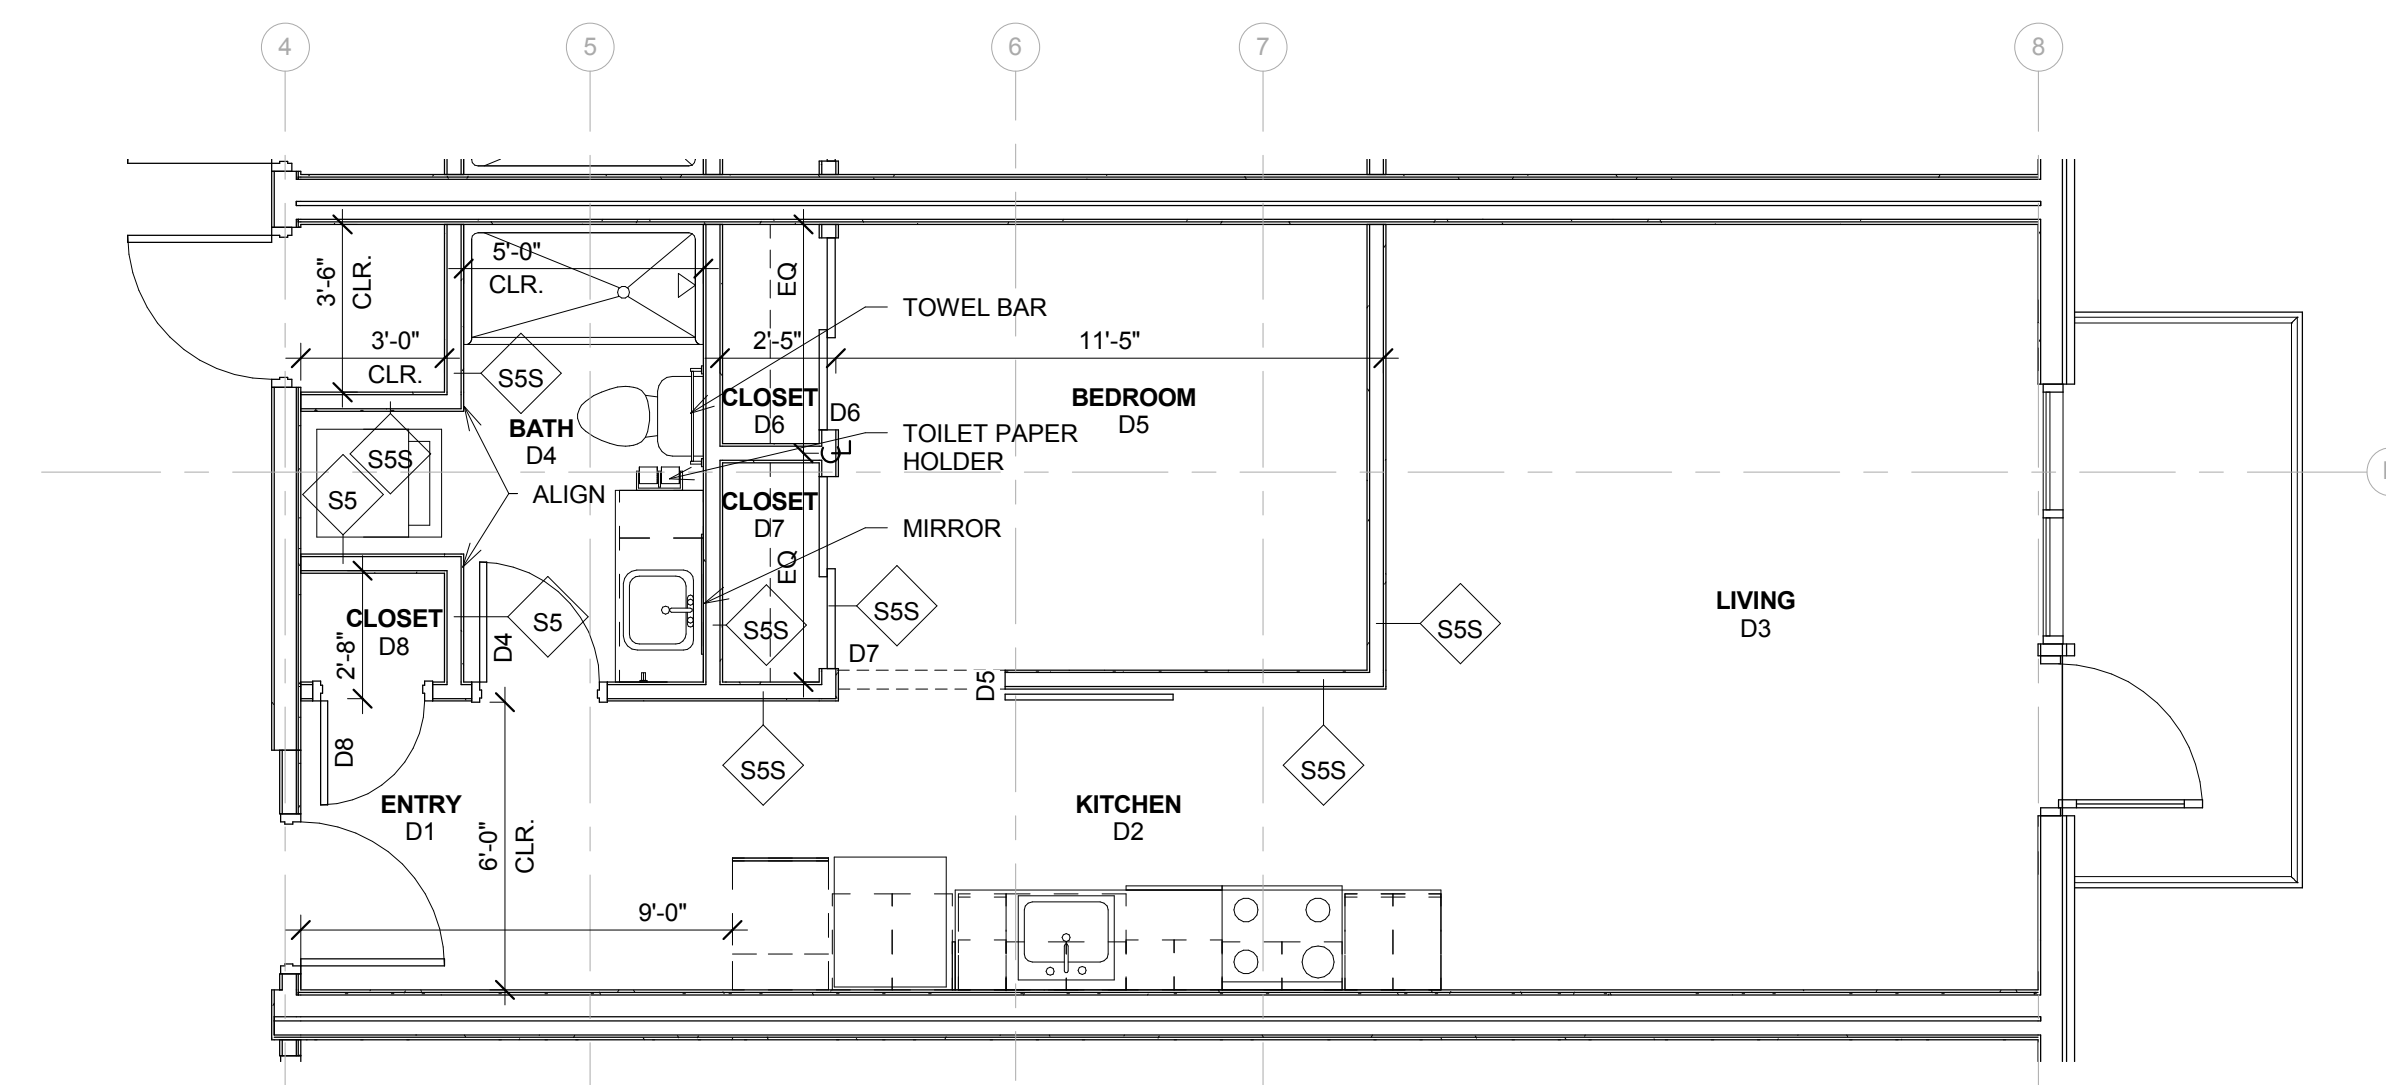 4
5
6
7
8
3'-6"
CLR.
5'-0"
CLR.
EQ
TOWEL BAR
3'-0"
CLR.
2'-5"
11'-5"
S5S
CLOSET
D6
D6
BEDROOM
D5
BATH
D4
TOILET PAPER
HOLDER
CL
S5S
S5
ALIGN
CLOSET
D7
MIRROR
EQ
CLOSET
D8
2'-8"
S5
D4
S5S
S5S
D7
S5S
LIVING
D3
D5
D8
S5S
S5S
ENTRY
D1
6'-0"
CLR.
KITCHEN
D2
9'-0"